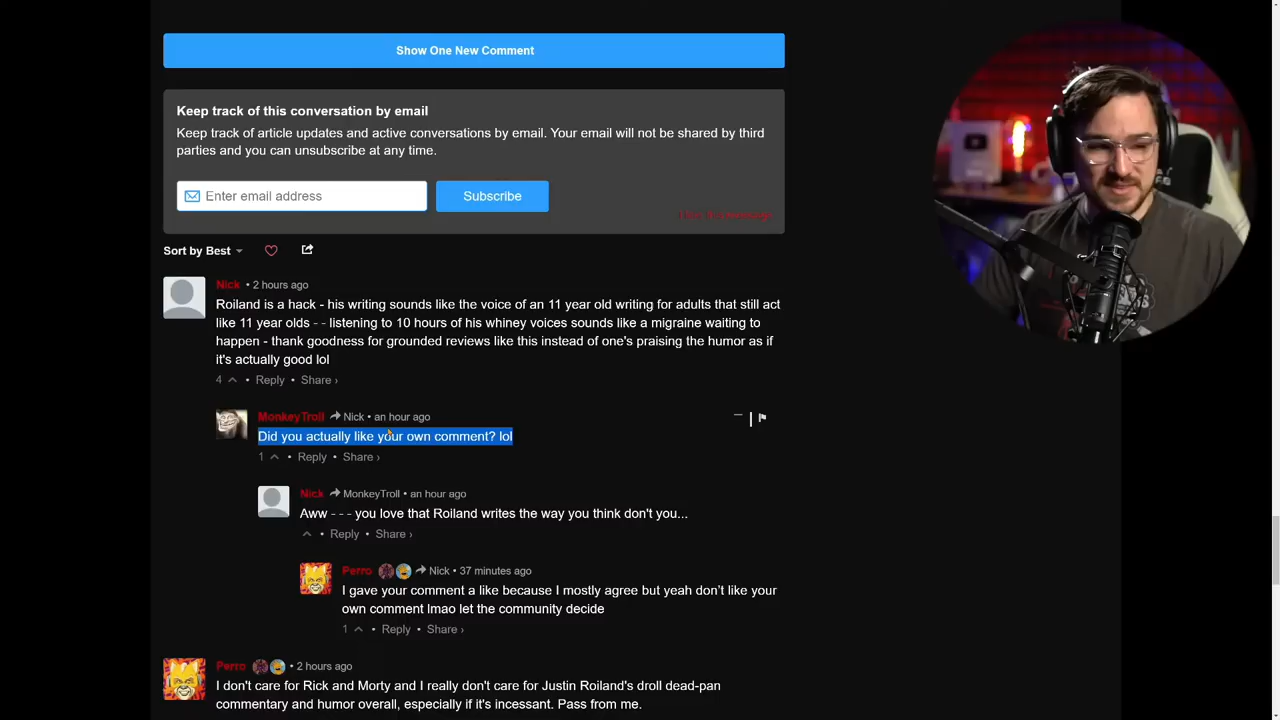 Show One New Comment
Keep track of this conversation by email
Keep track of article updates and active conversations by email. Your email will not be shared by third
parties and you can unsubscribe at any time.
Enter email address
Subscribe
Sort by Best
Nick • 2 hours ago
Roiland is a hack - his writing sounds like the voice of an 11 year old writing for adults that still act
like 11 year olds - - listening to 10 hours of his whiney voices sounds like a migraine waiting to
happen - thank goodness for grounded reviews like this instead of one's praising the humor as if
it's actually good lol
4 • Reply • Share ›
MonkeyTroll Nick • an hour ago
Did you actually like your own comment? lol
1 • Reply • Share ›
Nick MonkeyTroll • an hour ago
Aww - - - you love that Roiland writes the way you think don't you...
• Reply • Share ›
Perro Nick • 37 minutes ago
I gave your comment a like because I mostly agree but yeah don't like your
own comment lmao let the community decide
1 • Reply • Share ›
Perro • 2 hours ago
I don't care for Rick and Morty and I really don't care for Justin Roiland's droll dead-pan
commentary and humor overall, especially if it's incessant. Pass from me.